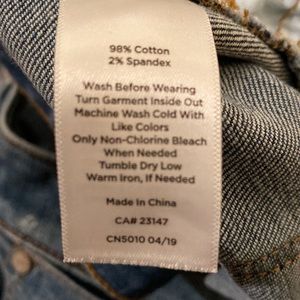 98% Cotton
2% Spandex
Wash Before Wearing
Turn Garment Inside Out
Machine Wash Cold With
Like Colors
Only Non-Chlorine Bleach
When Needed
Tumble Dry Low
Warm Iron, If Needed
Made In China
CA# 23147
CN5010 04/19